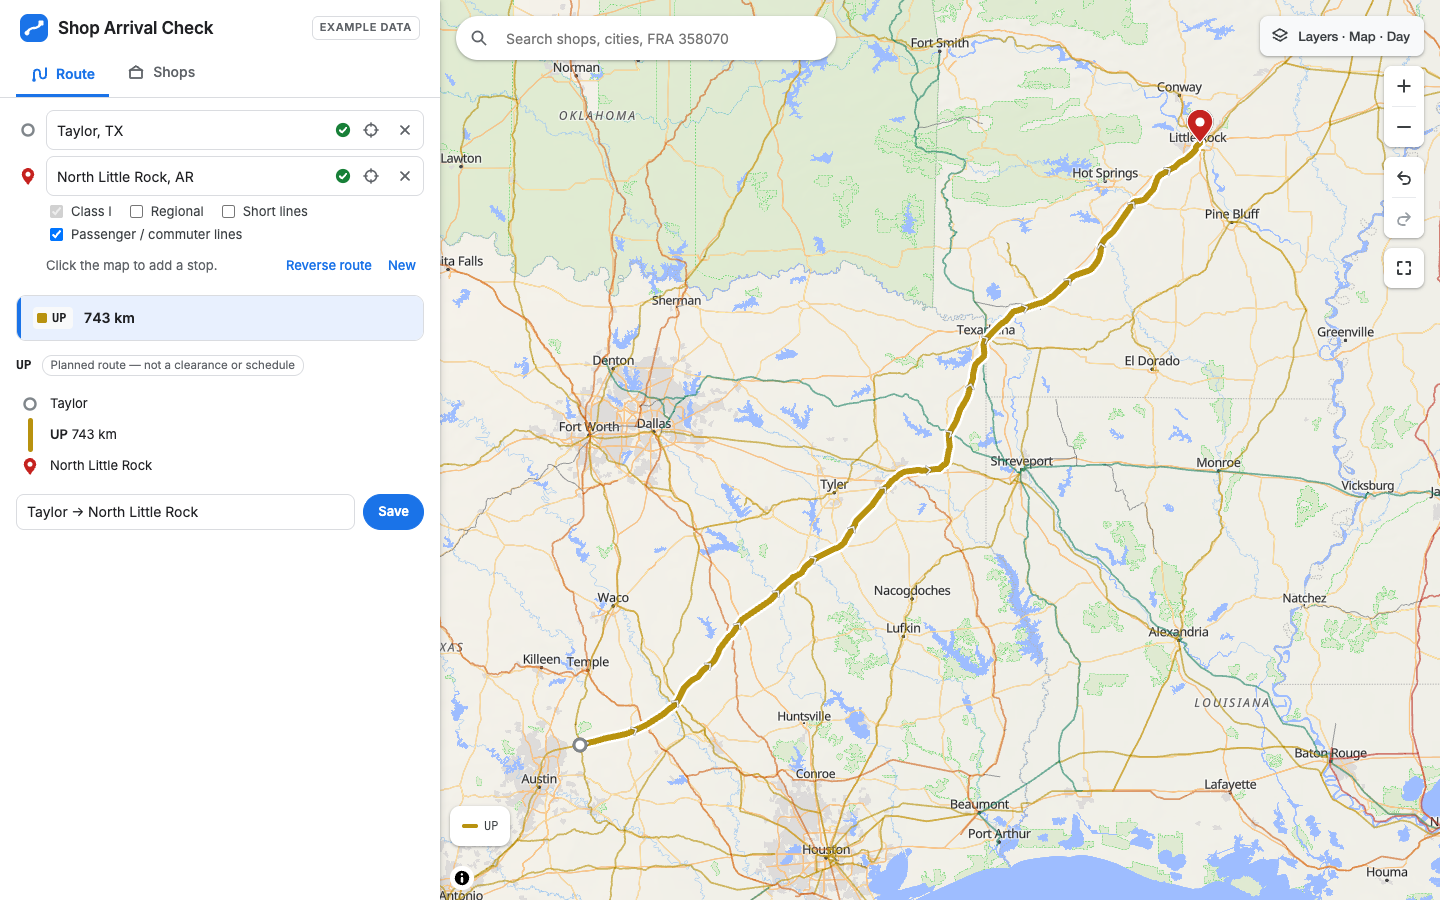 Shop Arrival Check
EXAMPLE DATA
Route
Shops
Taylor, TX
North Little Rock, AR
Class I
Regional
Short lines
Passenger / commuter lines
Click the map to add a stop.
Reverse route
New
UP
743 km
UP
Planned route — not a clearance or schedule
Taylor
UP 743 km
North Little Rock
Taylor → North Little Rock
Save
Search shops, cities, FRA 358070
Layers · Map · Day
Fort Smith
Norman
OKLAHOMA
Conway
Little Rock
Lawton
Hot Springs
Pine Bluff
ita Falls
Sherman
Greenville
Denton
El Dorado
Fort Worth
Dallas
Shreveport
Monroe
Tyler
Vicksburg
Ja
Waco
Nacogdoches
Natchez
Lufkin
Alexandria
XAS
Killeen
Temple
LOUISIANA
Huntsville
Baton Rouge
Conroe
Austin
Lafayette
Beaumont
UP
Port Arthur
N
Houston
Houma
Antonio